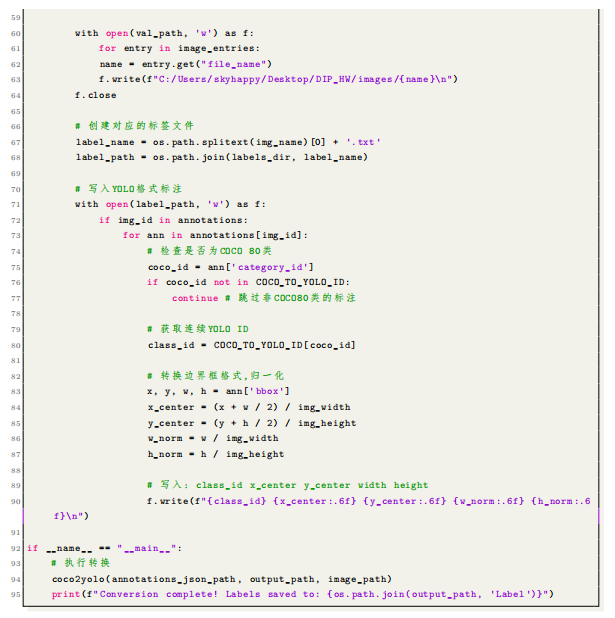 59
60 with open(val_path, 'w') as f:
61 for entry in image_entries:
62 name = entry.get("file_name")
63 f.write(f"C:/Users/skyhappy/Desktop/DIP_HW/images/{name}\n")
64 f.close
65
66 # 创建对应的标签文件
67 label_name = os.path.splitext(img_name)[0] + '.txt'
68 label_path = os.path.join(labels_dir, label_name)
69
70 # 写入YOLO格式标注
71 with open(label_path, 'w') as f:
72 if img_id in annotations:
73 for ann in annotations[img_id]:
74 # 检查是否为COCO 80类
75 coco_id = ann['category_id']
76 if coco_id not in COCO_TO_YOLO_ID:
77 continue # 跳过非COCO80类的标注
78
79 # 获取连续YOLO ID
80 class_id = COCO_TO_YOLO_ID[coco_id]
81
82 # 转换边界框格式,归一化
83 x, y, w, h = ann['bbox']
84 x_center = (x + w / 2) / img_width
85 y_center = (y + h / 2) / img_height
86 w_norm = w / img_width
87 h_norm = h / img_height
88
89 # 写入: class_id x_center y_center width height
90 f.write(f"{class_id} {x_center:.6f} {y_center:.6f} {w_norm:.6f} {h_norm:.6
f}\n")
91
92 if __name__ == "__main__":
93 # 执行转换
94 coco2yolo(annotations_json_path, output_path, image_path)
95 print(f"Conversion complete! Labels saved to: {os.path.join(output_path, 'Label')}")